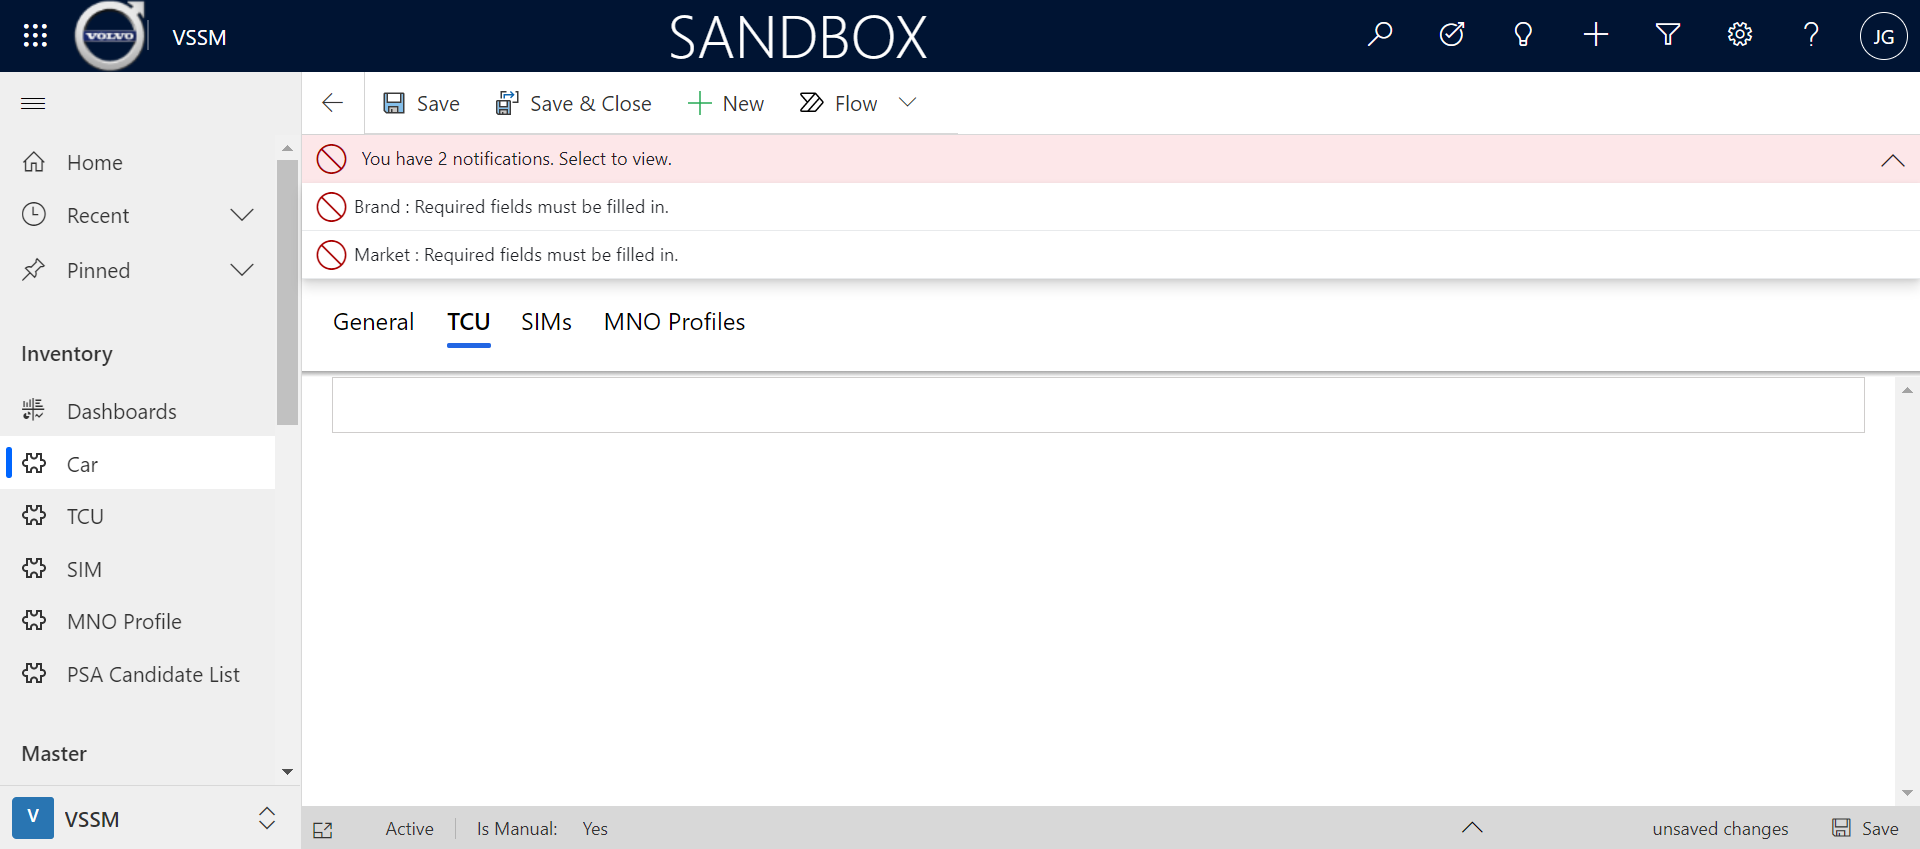 VOLVO
VSSM
SANDBOX
JG
Save
Save & Close
New
Flow
Home
Recent
Pinned
Inventory
Dashboards
Car
TCU
SIM
MNO Profile
PSA Candidate List
Master
V
VSSM
You have 2 notifications. Select to view.
Brand : Required fields must be filled in.
Market : Required fields must be filled in.
General
TCU
SIMs
MNO Profiles
Active
Is Manual:
Yes
unsaved changes
Save